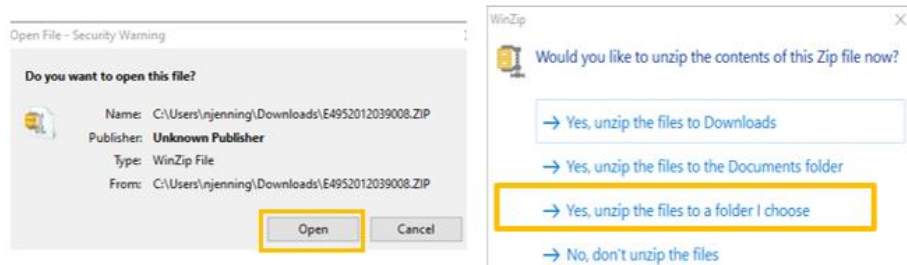 Open File - Security Warning
Do you want to open this file?
Name: C:\Users\njenning\Downloads\E4952012039008.ZIP
Publisher: Unknown Publisher
Type: WinZip File
From: C:\Users\njenning\Downloads\E4952012039008.ZIP
Open Cancel
WinZip
Would you like to unzip the contents of this Zip file now?
→ Yes, unzip the files to Downloads
→ Yes, unzip the files to the Documents folder
→ Yes, unzip the files to a folder I choose
→ No, don't unzip the files